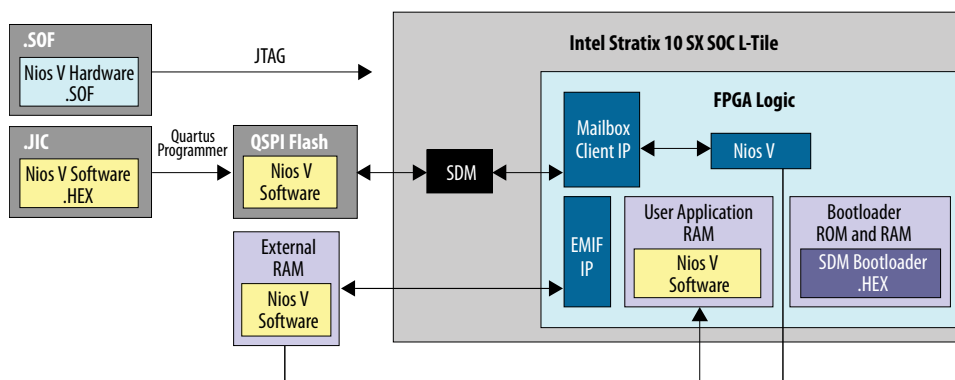 .SOF
Nios V Hardware
.SOF
JTAG
Intel Stratix 10 SX SOC L-Tile
FPGA Logic
.JIC
Nios V Software
.HEX
Quartus
Programmer
QSPI Flash
Nios V
Software
SDM
Mailbox
Client IP
Nios V
External
RAM
Nios V
Software
EMIF
IP
User Application
RAM
Nios V
Software
Bootloader
ROM and RAM
SDM Bootloader
.HEX